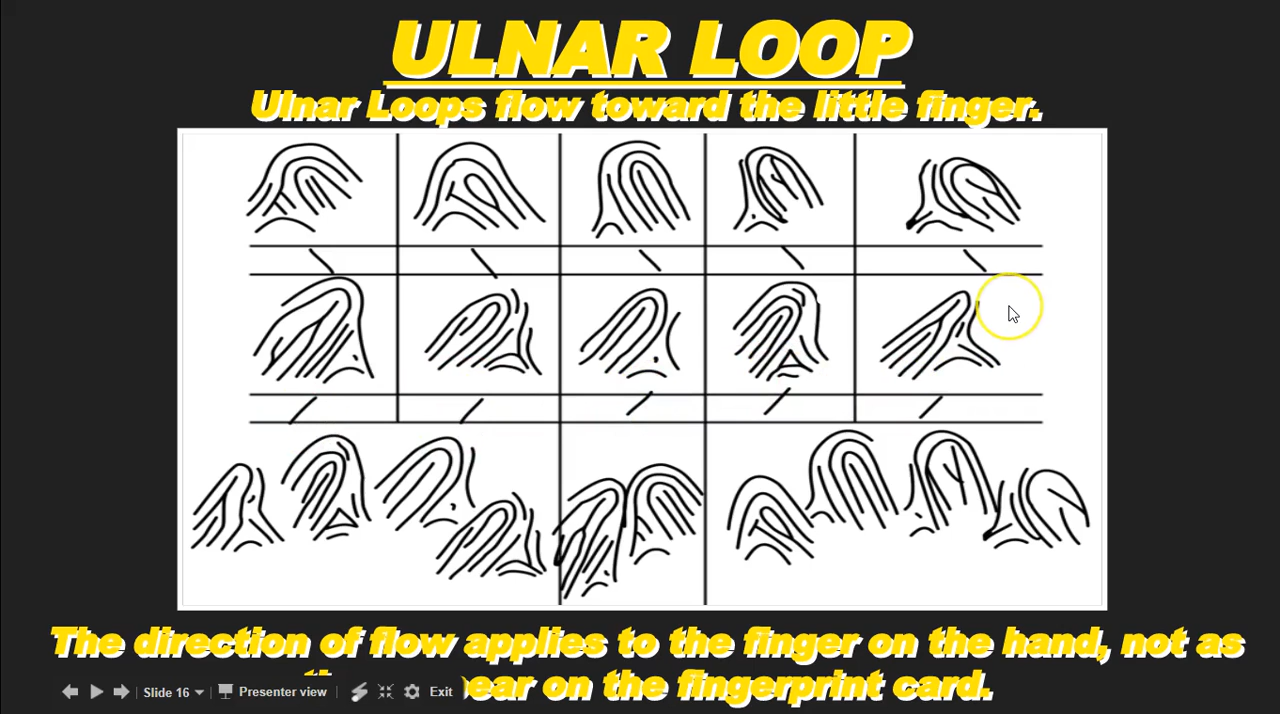 ULNAR LOOP
Ulnar Loops flow toward the little finger.
The direction of flow applies to the finger on the hand, not as
on the fingerprint card.
Slide 16
Presenter view
Exit